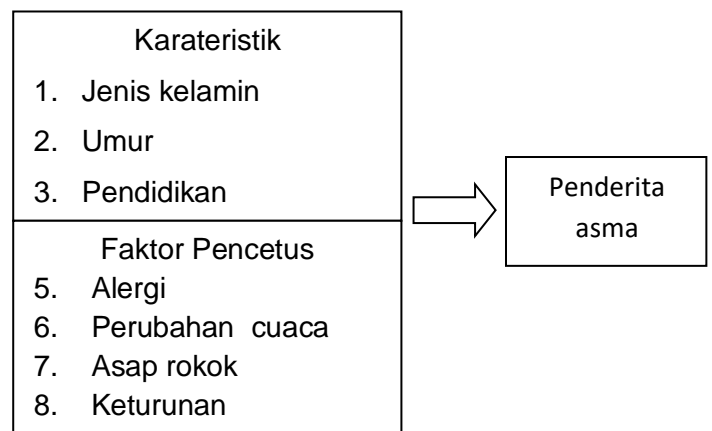 Karateristik
1. Jenis kelamin
2. Umur
3. Pendidikan
Faktor Pencetus
5. Alergi
6. Perubahan cuaca
7. Asap rokok
8. Keturunan
Penderita
asma